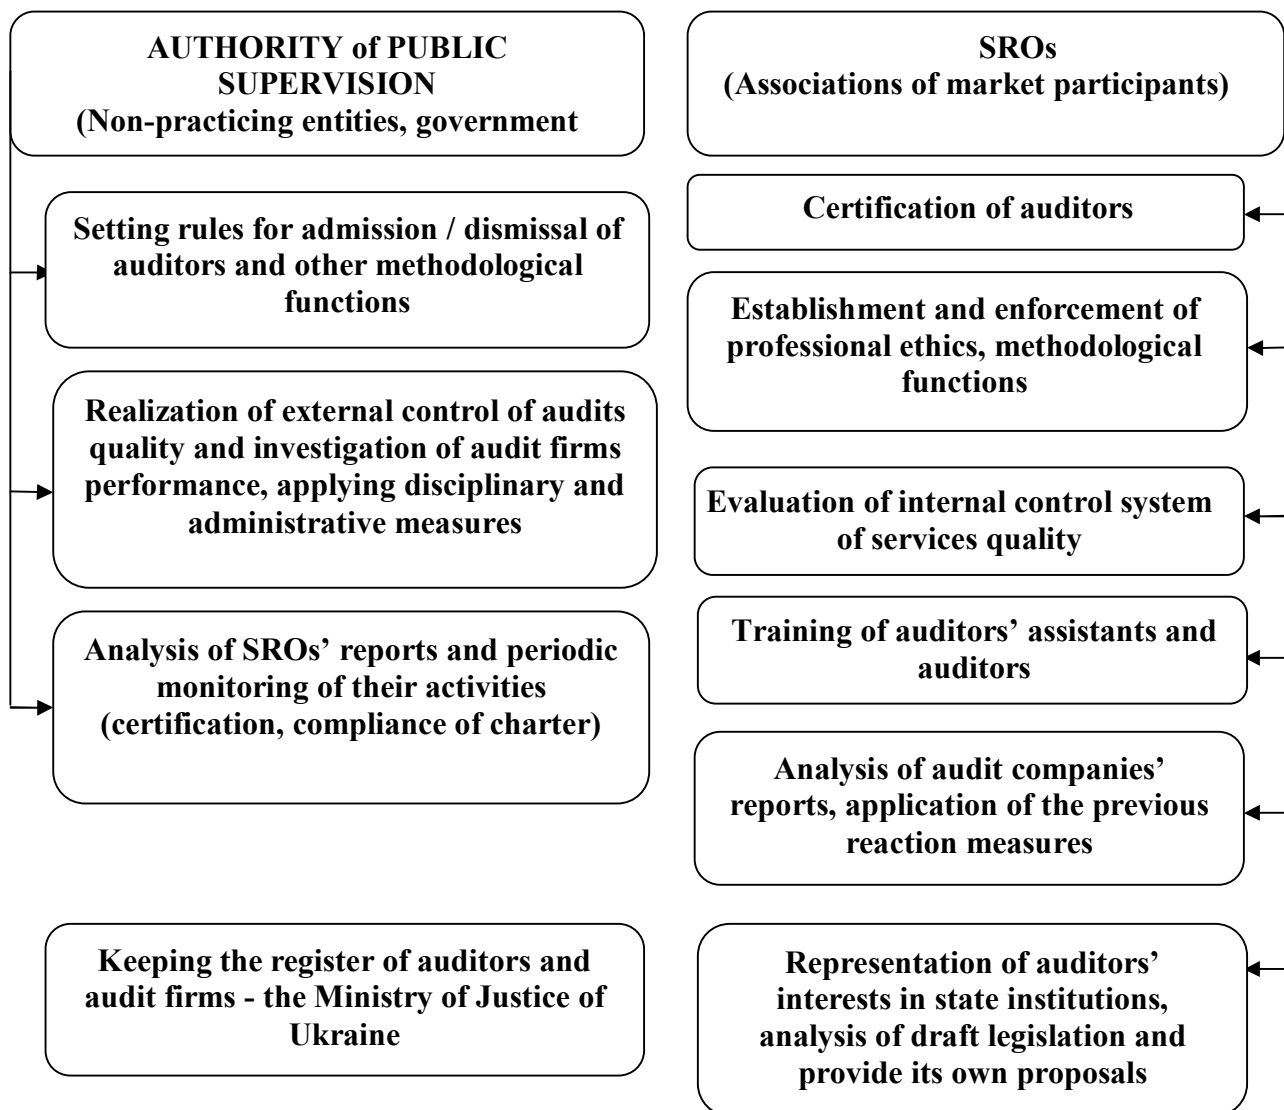 AUTHORITY of PUBLIC
SUPERVISION
(Non-practicing entities, government
Setting rules for admission / dismissal of
auditors and other methodological
functions
Realization of external control of audits
quality and investigation of audit firms
performance, applying disciplinary and
administrative measures
Analysis of SROs’ reports and periodic
monitoring of their activities
(certification, compliance of charter)
Keeping the register of auditors and
audit firms - the Ministry of Justice of
Ukraine
SROs
(Associations of market participants)
Certification of auditors
Establishment and enforcement of
professional ethics, methodological
functions
Evaluation of internal control system
of services quality
Training of auditors’ assistants and
auditors
Analysis of audit companies’
reports, application of the previous
reaction measures
Representation of auditors’
interests in state institutions,
analysis of draft legislation and
provide its own proposals